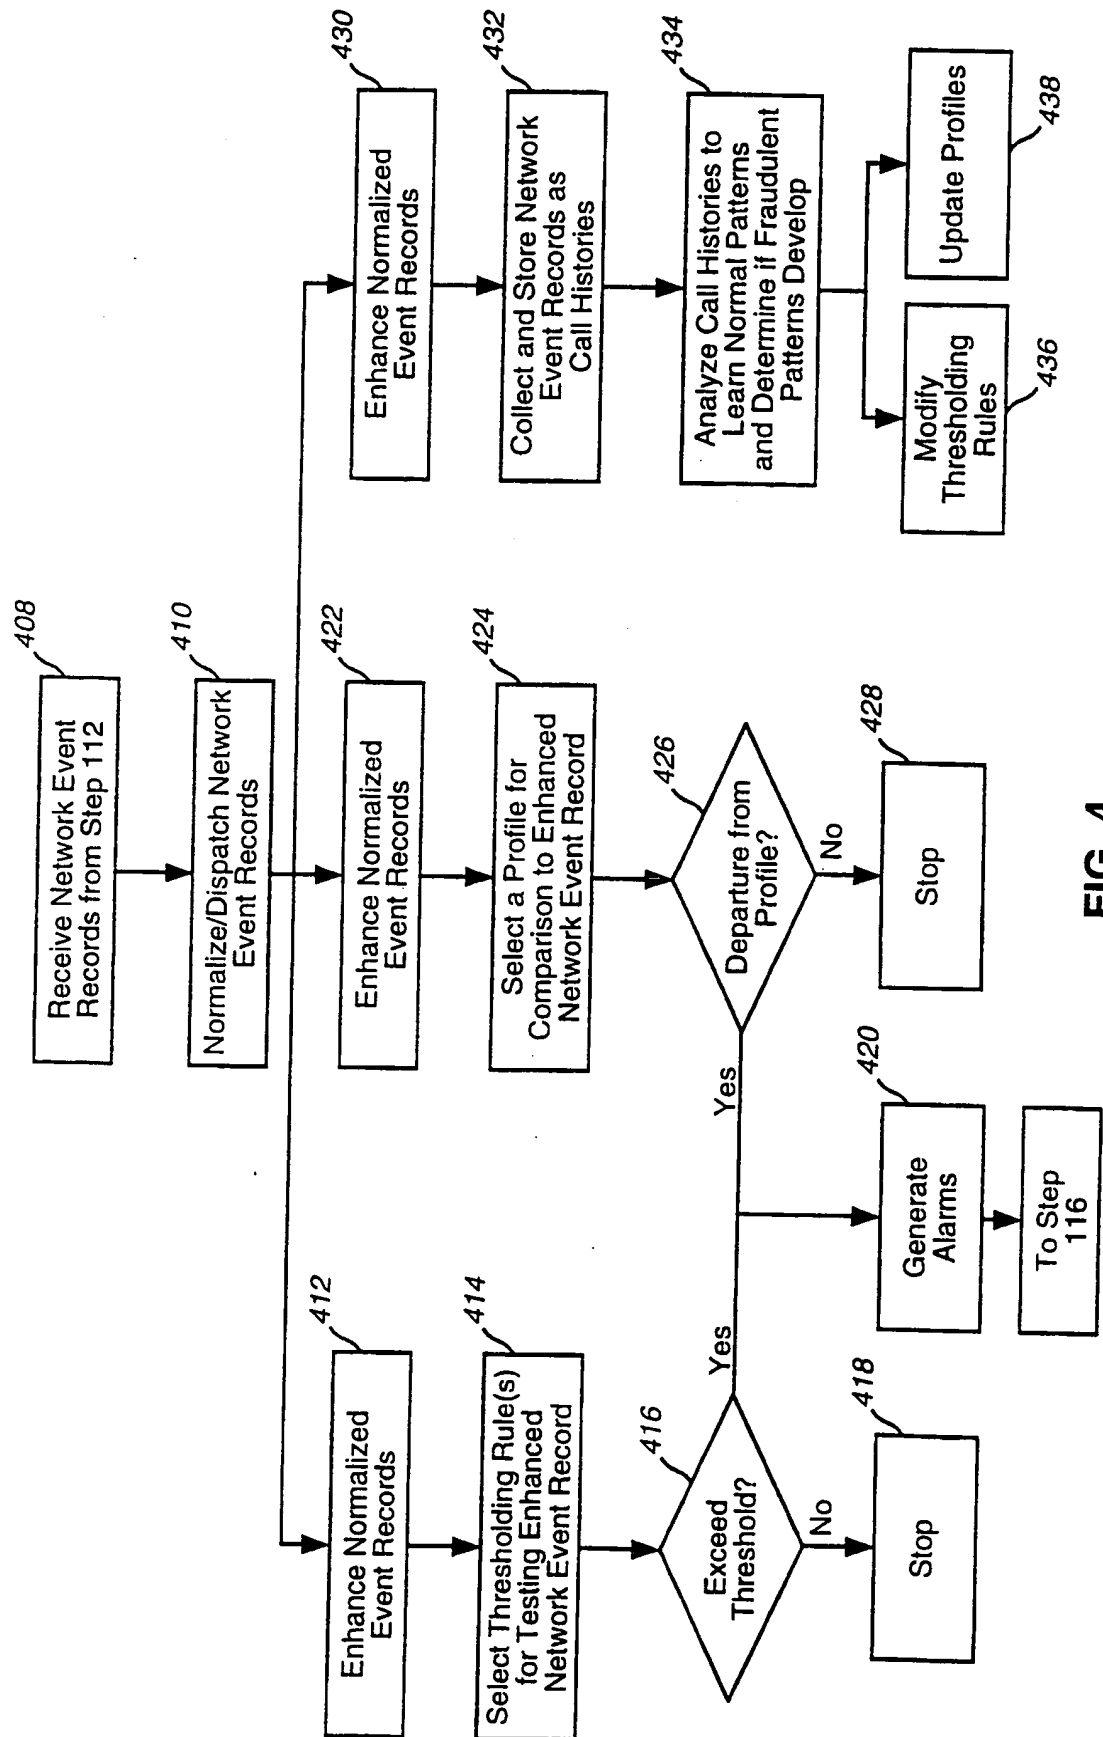 408
Receive Network Event
Records from Step 112
410
Normalize/Dispatch Network
Event Records
412
Enhance Normalized
Event Records
414
Select Thresholding Rule(s)
for Testing Enhanced
Network Event Record
416
Exceed
Threshold?
Yes
No
418
Stop
422
Enhance Normalized
Event Records
424
Select a Profile for
Comparison to Enhanced
Network Event Record
426
Departure from
Profile?
Yes
No
428
Stop
420
Generate
Alarms
To Step
116
430
Enhance Normalized
Event Records
432
Collect and Store Network
Event Records as
Call Histories
434
Analyze Call Histories to
Learn Normal Patterns
and Determine if Fraudulent
Patterns Develop
Modify
Thresholding
Rules
436
Update Profiles
438
FIG. 4